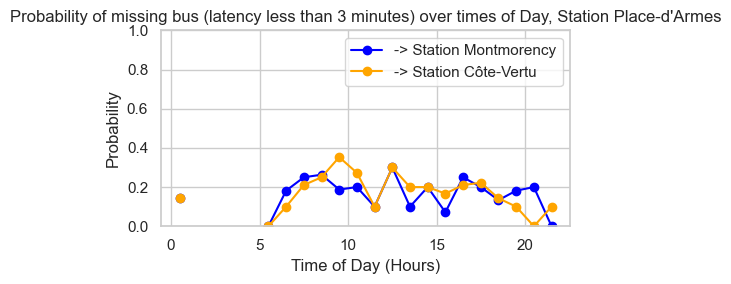 Probability of missing bus (latency less than 3 minutes) over times of Day, Station Place-d'Armes
1.0
0.8
0.6
0.4
0.2
0.0
Probability
-> Station Montmorency
-> Station Côte-Vertu
0 5 10 15 20
Time of Day (Hours)